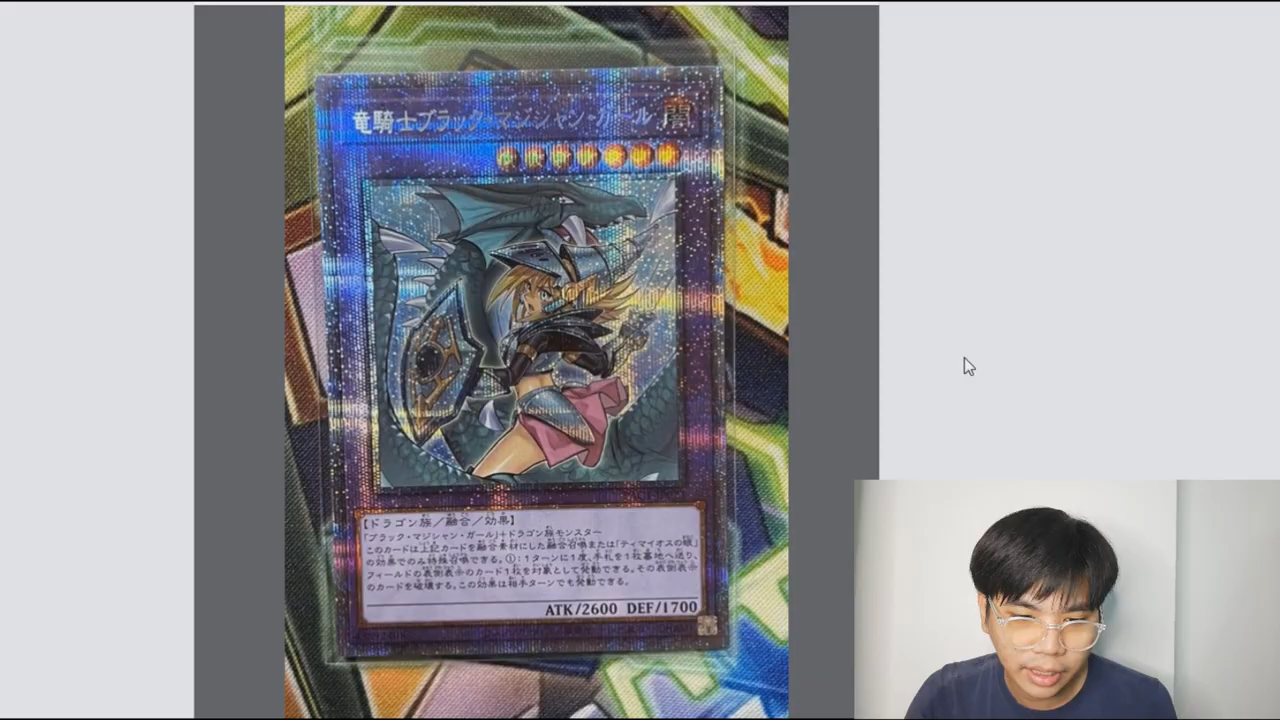 竜騎士ブラック・マジシャン・ガール
闇
【ドラゴン族／融合／効果】
「ブラック・マジシャン・ガール」＋ドラゴン族モンスター
このカードは上記カードを融合素材にした融合召喚または「ティマイオスの眼」
の効果でのみ特殊召喚できる。①：１ターンに１度、手札を１枚墓地へ送り、
フィールドの表側表示のカード１枚を対象として発動できる。その表側表示
のカードを破壊する。この効果は相手ターンでも発動できる。
ATK/2600 DEF/1700